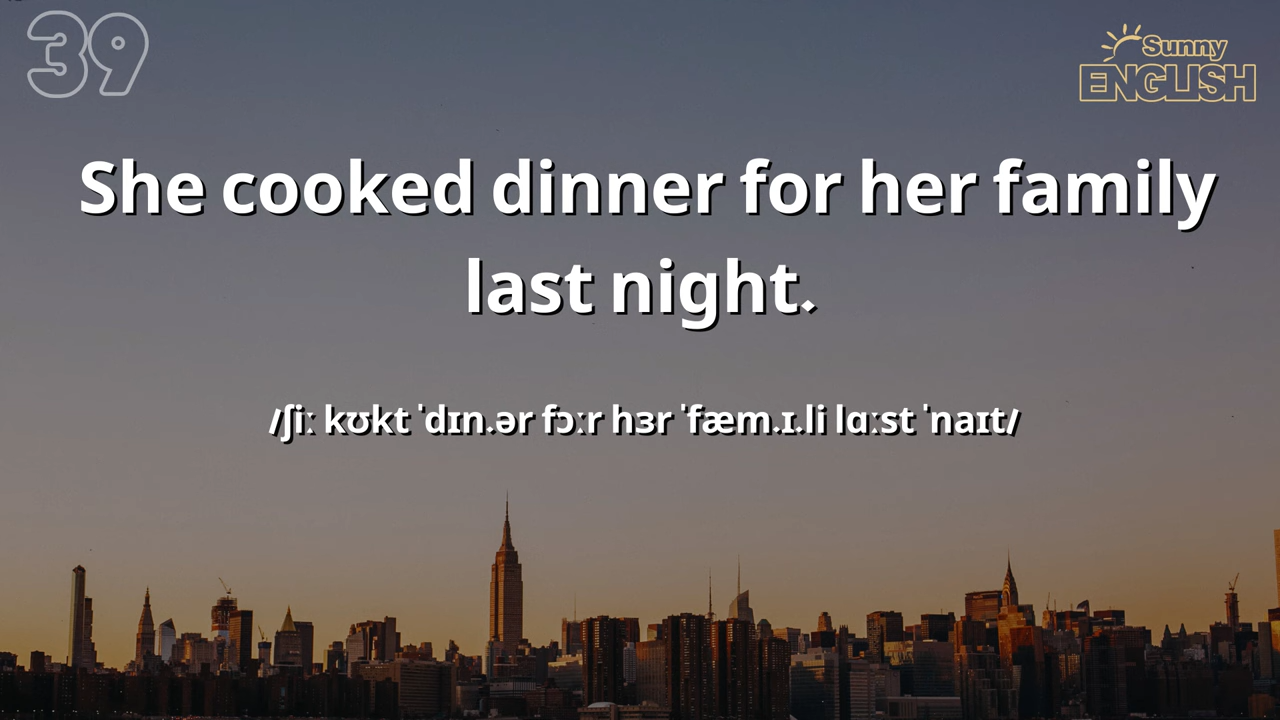 39
Sunny
ENGLISH
She cooked dinner for her family
last night.
/ʃiː kʊkt ˈdɪn.ər fɔːr hɜr ˈfæm.ɪ.li lɑːst ˈnaɪt/